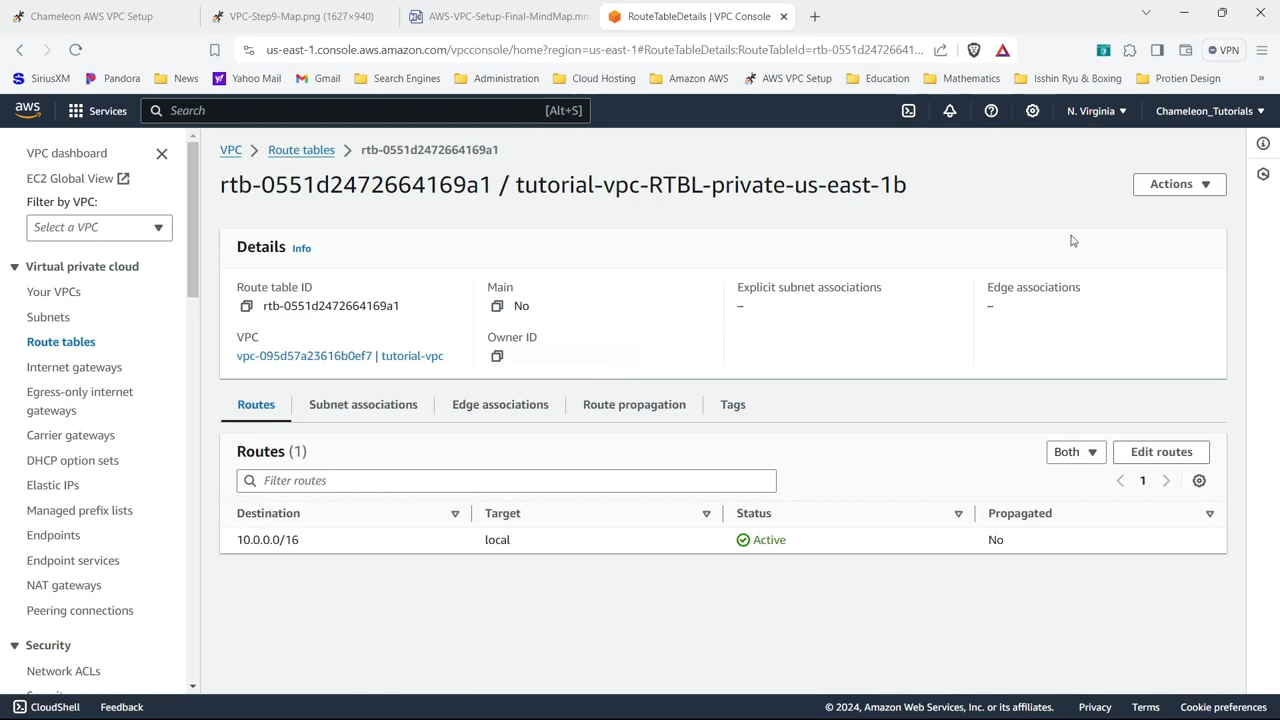 Chameleon AWS VPC Setup
VPC-Step9-Map.png (1627×940)
AWS-VPC-Setup-Final-MindMap.mm
RouteTableDetails | VPC Console
us-east-1.console.aws.amazon.com/vpcconsole/home?region=us-east-1#RouteTableDetails:RouteTableId=rtb-0551d24726641...
VPN
SiriusXM
Pandora
News
Yahoo Mail
Gmail
Search Engines
Administration
Cloud Hosting
Amazon AWS
AWS VPC Setup
Education
Mathematics
Isshin Ryu & Boxing
Protien Design
»
aws
Services
Search
[Alt+S]
N. Virginia
Chameleon_Tutorials
VPC dashboard
EC2 Global View
Filter by VPC:
Select a VPC
Virtual private cloud
Your VPCs
Subnets
Route tables
Internet gateways
Egress-only internet
gateways
Carrier gateways
DHCP option sets
Elastic IPs
Managed prefix lists
Endpoints
Endpoint services
NAT gateways
Peering connections
Security
Network ACLs
VPC > Route tables > rtb-0551d2472664169a1
rtb-0551d2472664169a1 / tutorial-vpc-RTBL-private-us-east-1b
Actions
Details Info
Route table ID
rtb-0551d2472664169a1
Main
No
Explicit subnet associations
–
Edge associations
–
VPC
vpc-095d57a23616b0ef7 | tutorial-vpc
Owner ID
Routes
Subnet associations
Edge associations
Route propagation
Tags
Routes (1)
Both
Edit routes
Filter routes
1
Destination
Target
Status
Propagated
10.0.0.0/16
local
Active
No
CloudShell
Feedback
© 2024, Amazon Web Services, Inc. or its affiliates.
Privacy
Terms
Cookie preferences